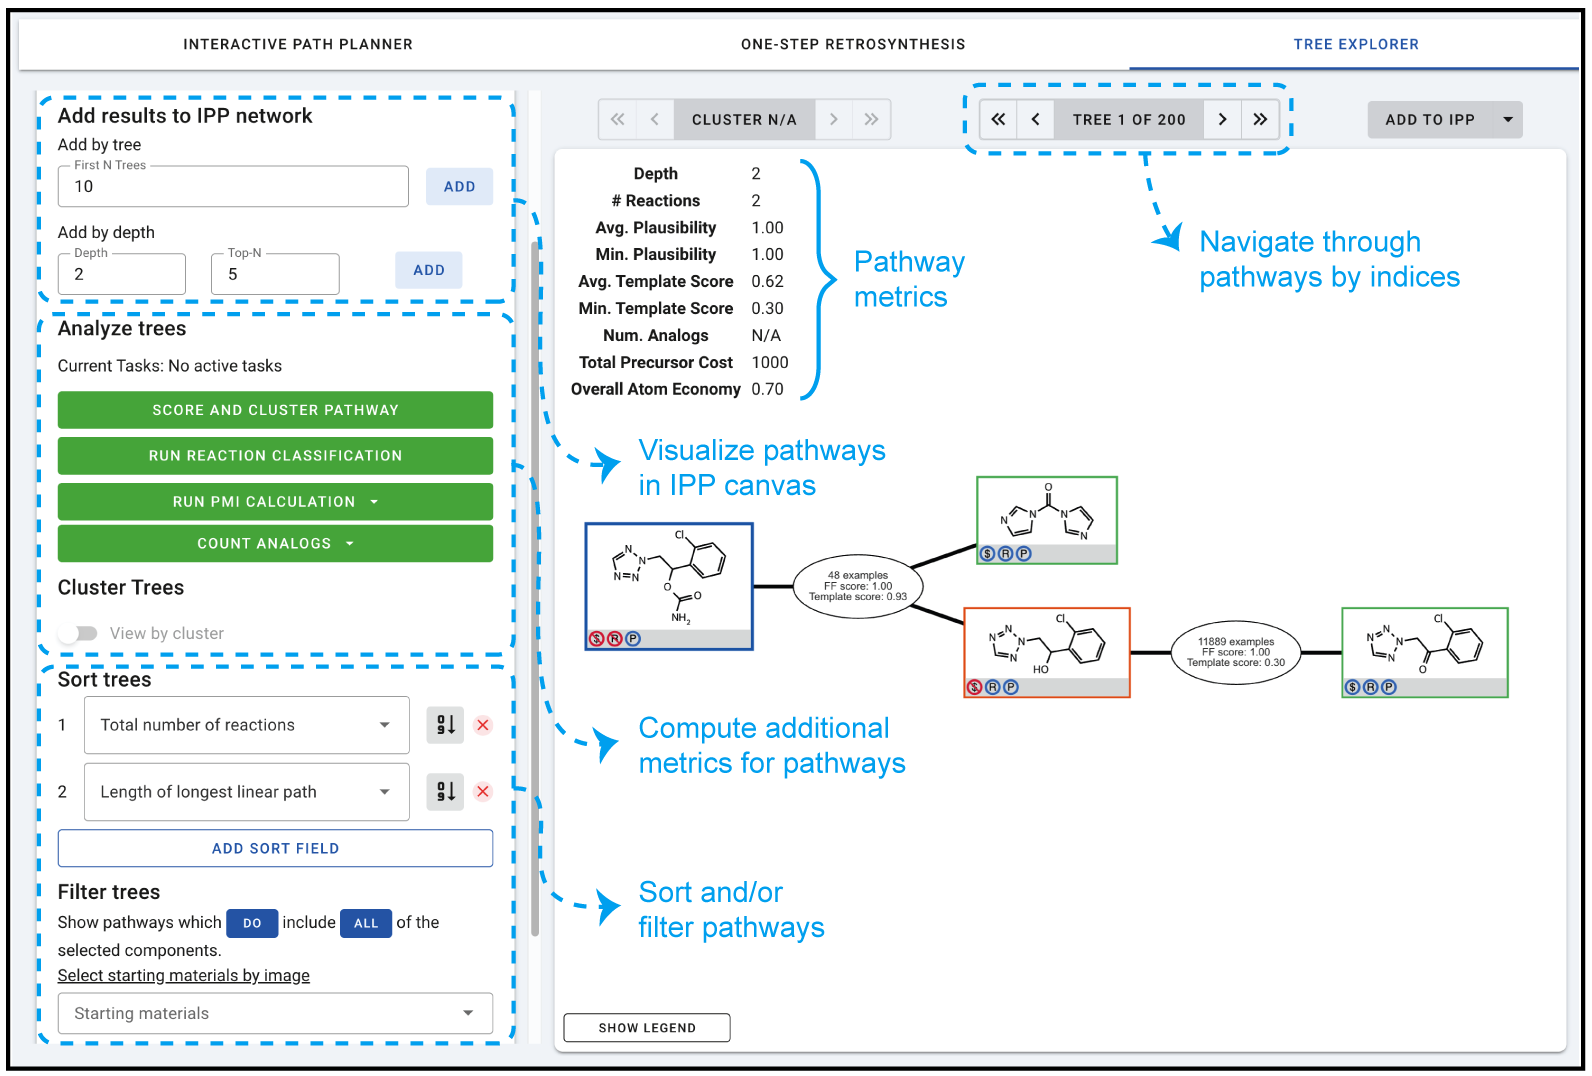 INTERACTIVE PATH PLANNER
ONE-STEP RETROSYNTHESIS
TREE EXPLORER
Add results to IPP network
Add by tree
First N Trees
10
ADD
Add by depth
Depth
2
Top-N
5
ADD
Analyze trees
Current Tasks: No active tasks
SCORE AND CLUSTER PATHWAY
RUN REACTION CLASSIFICATION
RUN PMI CALCULATION
COUNT ANALOGS
Cluster Trees
View by cluster
Sort trees
1 Total number of reactions
2 Length of longest linear path
ADD SORT FIELD
Filter trees
Show pathways which DO include ALL of the
selected components.
Select starting materials by image
Starting materials
CLUSTER N/A
TREE 1 OF 200
ADD TO IPP
Depth 2
# Reactions 2
Avg. Plausibility 1.00
Min. Plausibility 1.00
Avg. Template Score 0.62
Min. Template Score 0.30
Num. Analogs N/A
Total Precursor Cost 1000
Overall Atom Economy 0.70
Pathway
metrics
Navigate through
pathways by indices
Visualize pathways
in IPP canvas
Compute additional
metrics for pathways
Sort and/or
filter pathways
Cl
N
N
N=N
O
O
NH2
$ R P
48 examples
FF score: 1.00
Template score: 0.93
O
N
N
N
N
$ R P
Cl
N N
N
N
HO
$ R P
11889 examples
FF score: 1.00
Template score: 0.30
Cl
N N
N
N
O
$ R P
SHOW LEGEND